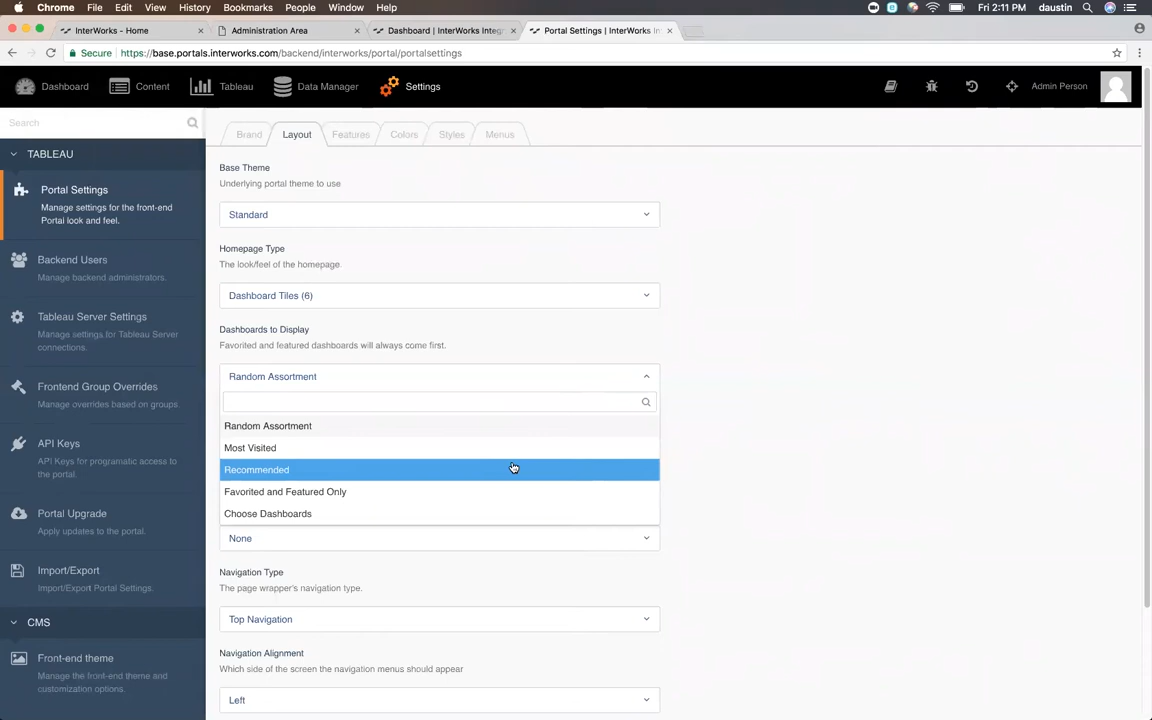 Chrome File Edit View History Bookmarks People Window Help Fri 2:11 PM daustin
InterWorks - Home
Administration Area
Dashboard | InterWorks Integ
Portal Settings | InterWorks In
Secure https://base.portals.interworks.com/backend/interworks/portal/portalsettings
Dashboard Content Tableau Data Manager Settings Admin Person
Search
TABLEAU
Portal Settings
Manage settings for the front-end
Portal look and feel.
Backend Users
Manage backend administrators.
Tableau Server Settings
Manage settings for Tableau Server
connections.
Frontend Group Overrides
Manage overrides based on groups.
API Keys
API Keys for programatic access to
the portal.
Portal Upgrade
Apply updates to the portal.
Import/Export
Import/Export Portal Settings.
CMS
Front-end theme
Manage the front-end theme and
customization options.
Brand Layout Features Colors Styles Menus
Base Theme
Underlying portal theme to use
Standard
Homepage Type
The look/feel of the homepage
Dashboard Tiles (6)
Dashboards to Display
Favorited and featured dashboards will always come first.
Random Assortment
Random Assortment
Most Visited
Recommended
Favorited and Featured Only
Choose Dashboards
None
Navigation Type
The page wrapper's navigation type.
Top Navigation
Navigation Alignment
Which side of the screen the navigation menus should appear
Left